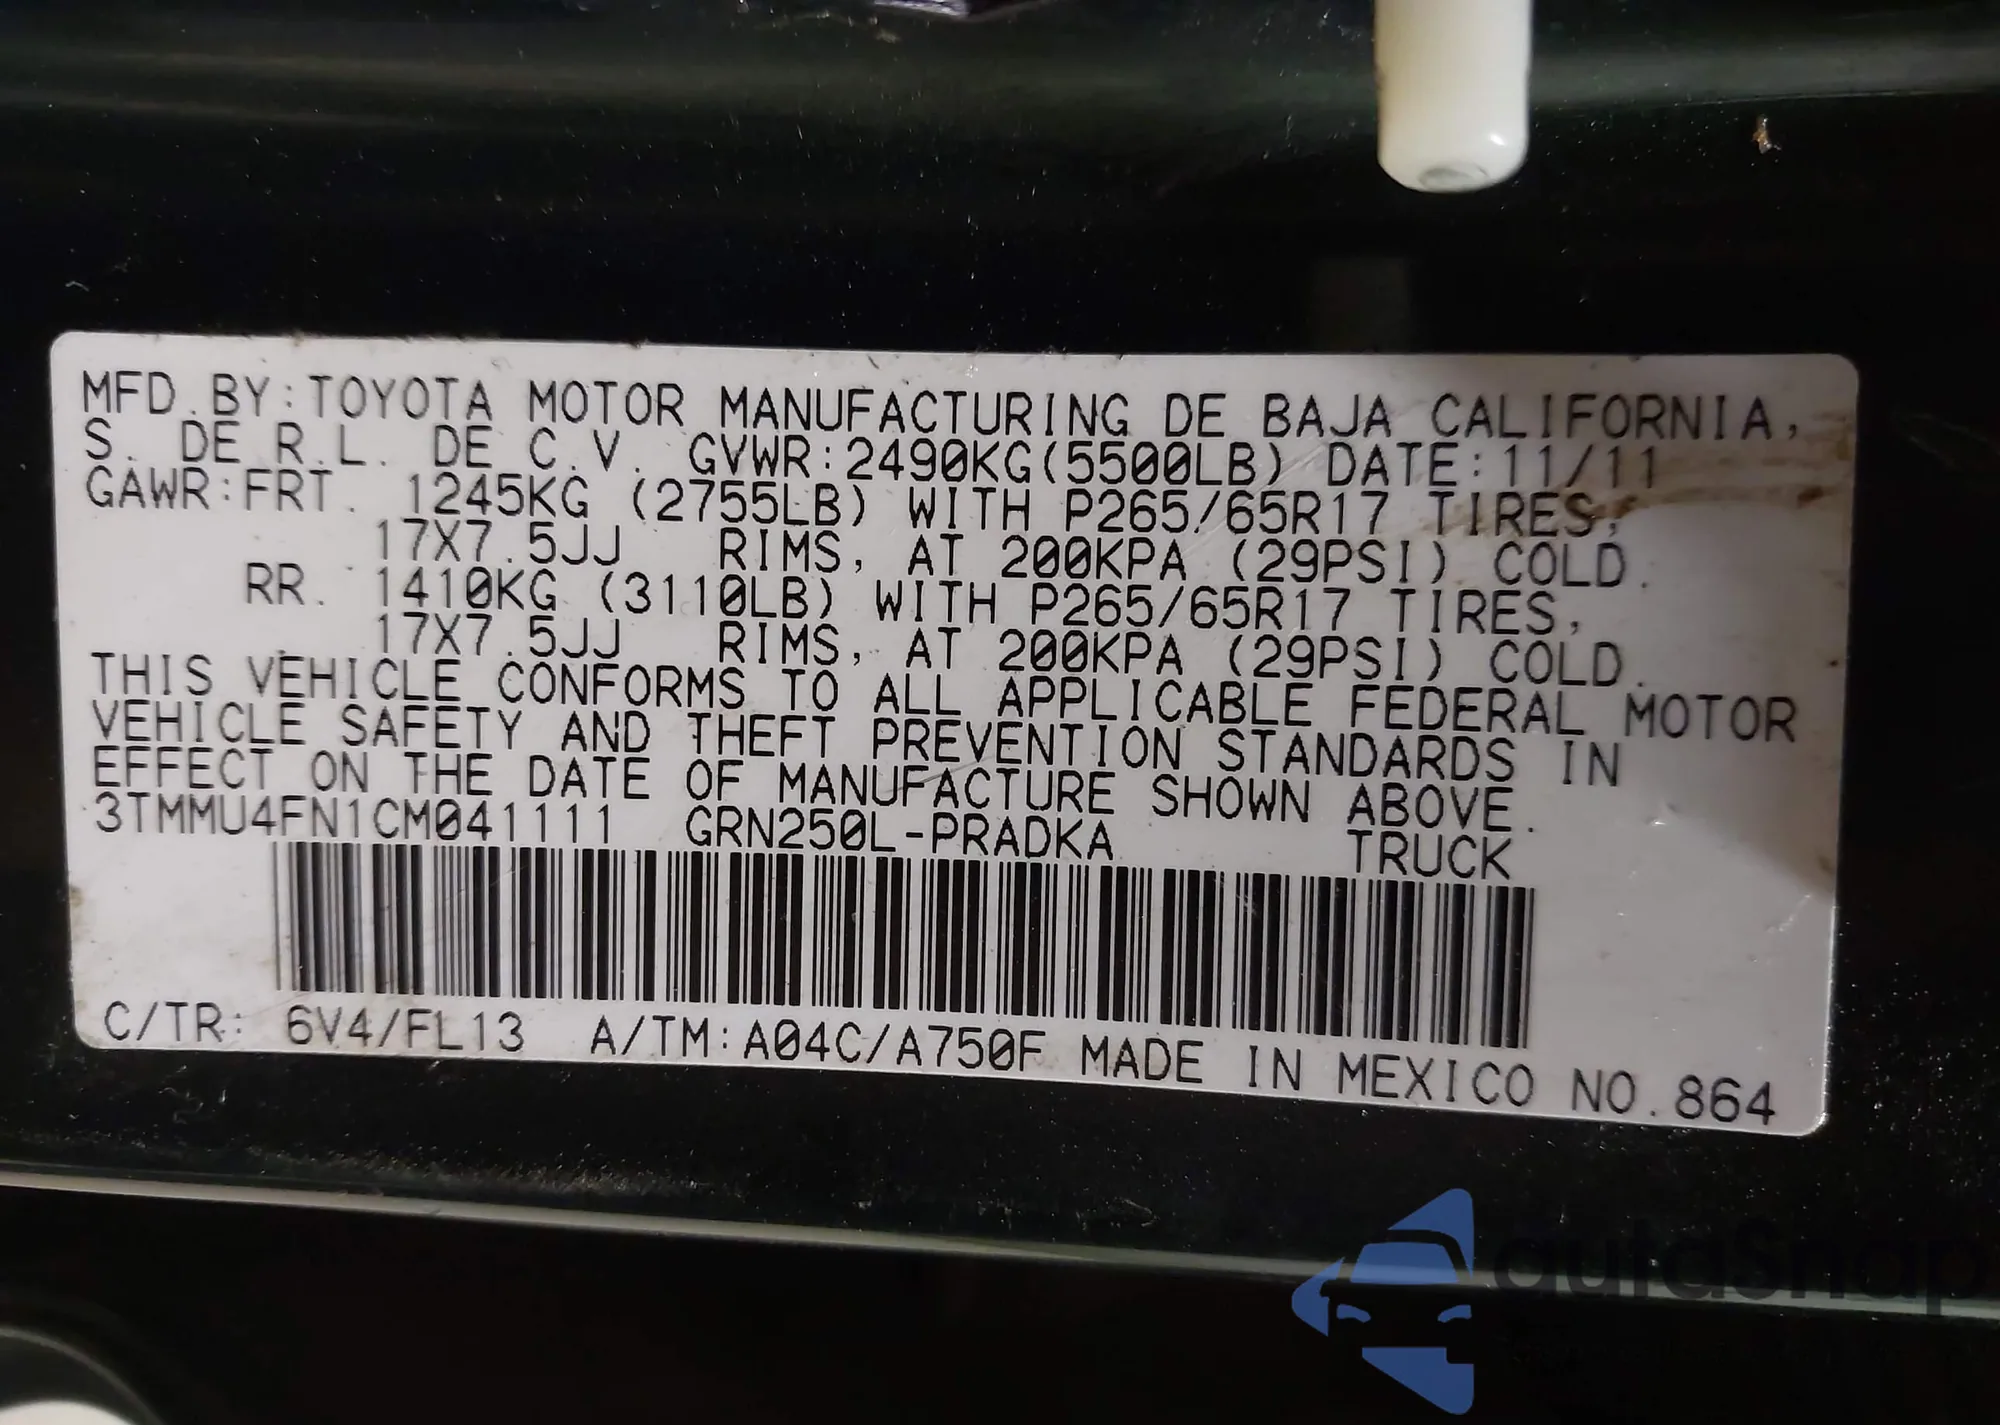 MFD.BY:TOYOTA MOTOR MANUFACTURING DE BAJA CALIFORNIA,
S. DE R.L. DE C.V. GVWR:2490KG(5500LB) DATE:11/11
GAWR:FRT. 1245KG (2755LB) WITH P265/65R17 TIRES,
17X7.5JJ RIMS, AT 200KPA (29PSI) COLD.
RR. 1410KG (3110LB) WITH P265/65R17 TIRES,
17X7.5JJ RIMS, AT 200KPA (29PSI) COLD.
THIS VEHICLE CONFORMS TO ALL APPLICABLE FEDERAL MOTOR
VEHICLE SAFETY AND THEFT PREVENTION STANDARDS IN
EFFECT ON THE DATE OF MANUFACTURE SHOWN ABOVE.
3TMMU4FN1CM041111 GRN250L-PRADKA TRUCK
C/TR: 6V4/FL13 A/TM:A04C/A750F MADE IN MEXICO NO.864
autosnap